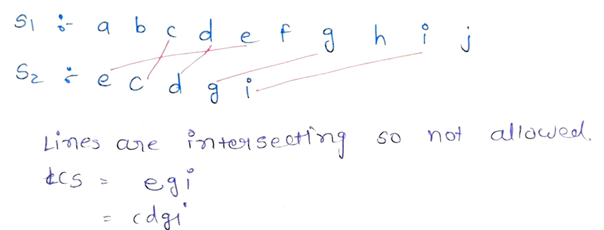 S1 :- a b c d e f g h i j
S2 :- e c d g i
Lines are intersecting so not allowed.
LCS = egi
= cdgi